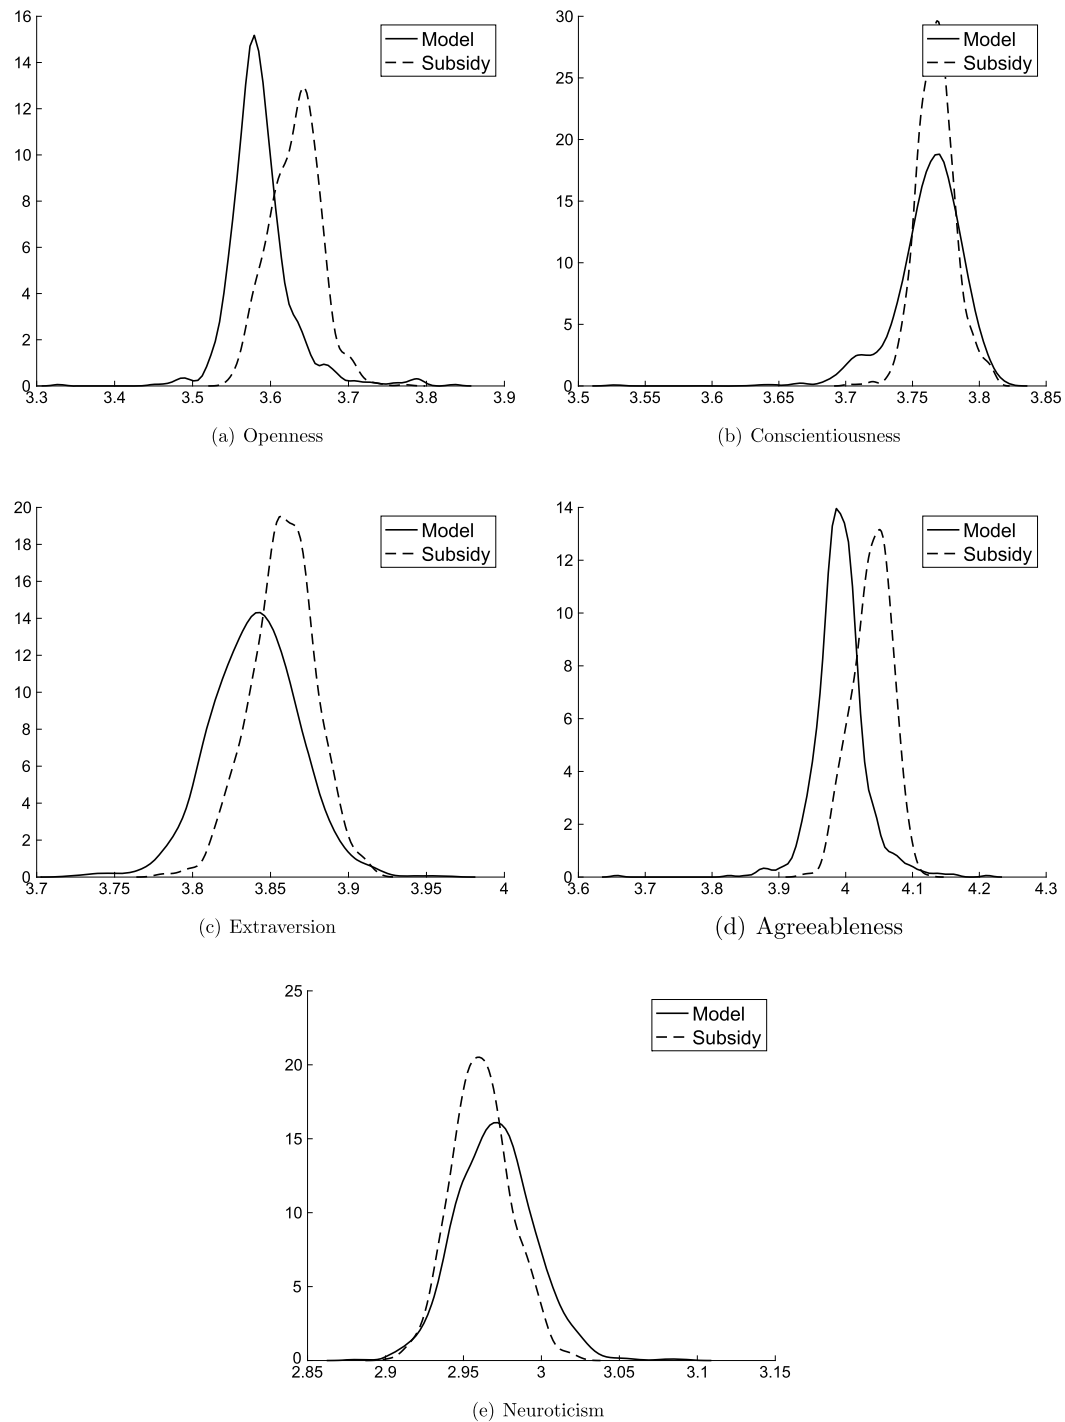 16
14
12
10
8
6
4
2
0
3.3 3.4 3.5 3.6 3.7 3.8 3.9
Model
Subsidy
(a) Openness
30
25
20
15
10
5
0
3.5 3.55 3.6 3.65 3.7 3.75 3.8 3.85
Model
Subsidy
(b) Conscientiousness
20
18
16
14
12
10
8
6
4
2
0
3.7 3.75 3.8 3.85 3.9 3.95 4
Model
Subsidy
(c) Extraversion
14
12
10
8
6
4
2
0
3.6 3.7 3.8 3.9 4 4.1 4.2 4.3
Model
Subsidy
(d) Agreeableness
25
20
15
10
5
0
2.85 2.9 2.95 3 3.05 3.1 3.15
Model
Subsidy
(e) Neuroticism